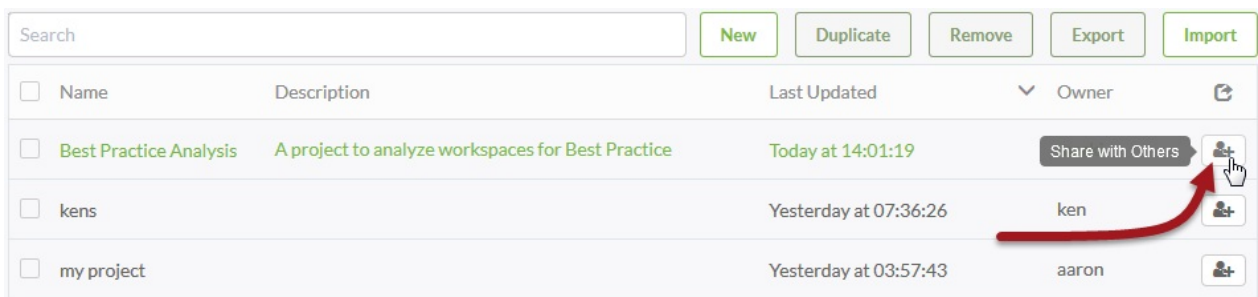 Search New Duplicate Remove Export Import
Name Description Last Updated Owner
Best Practice Analysis A project to analyze workspaces for Best Practice Today at 14:01:19 Share with Others
kens Yesterday at 07:36:26 ken
my project Yesterday at 03:57:43 aaron